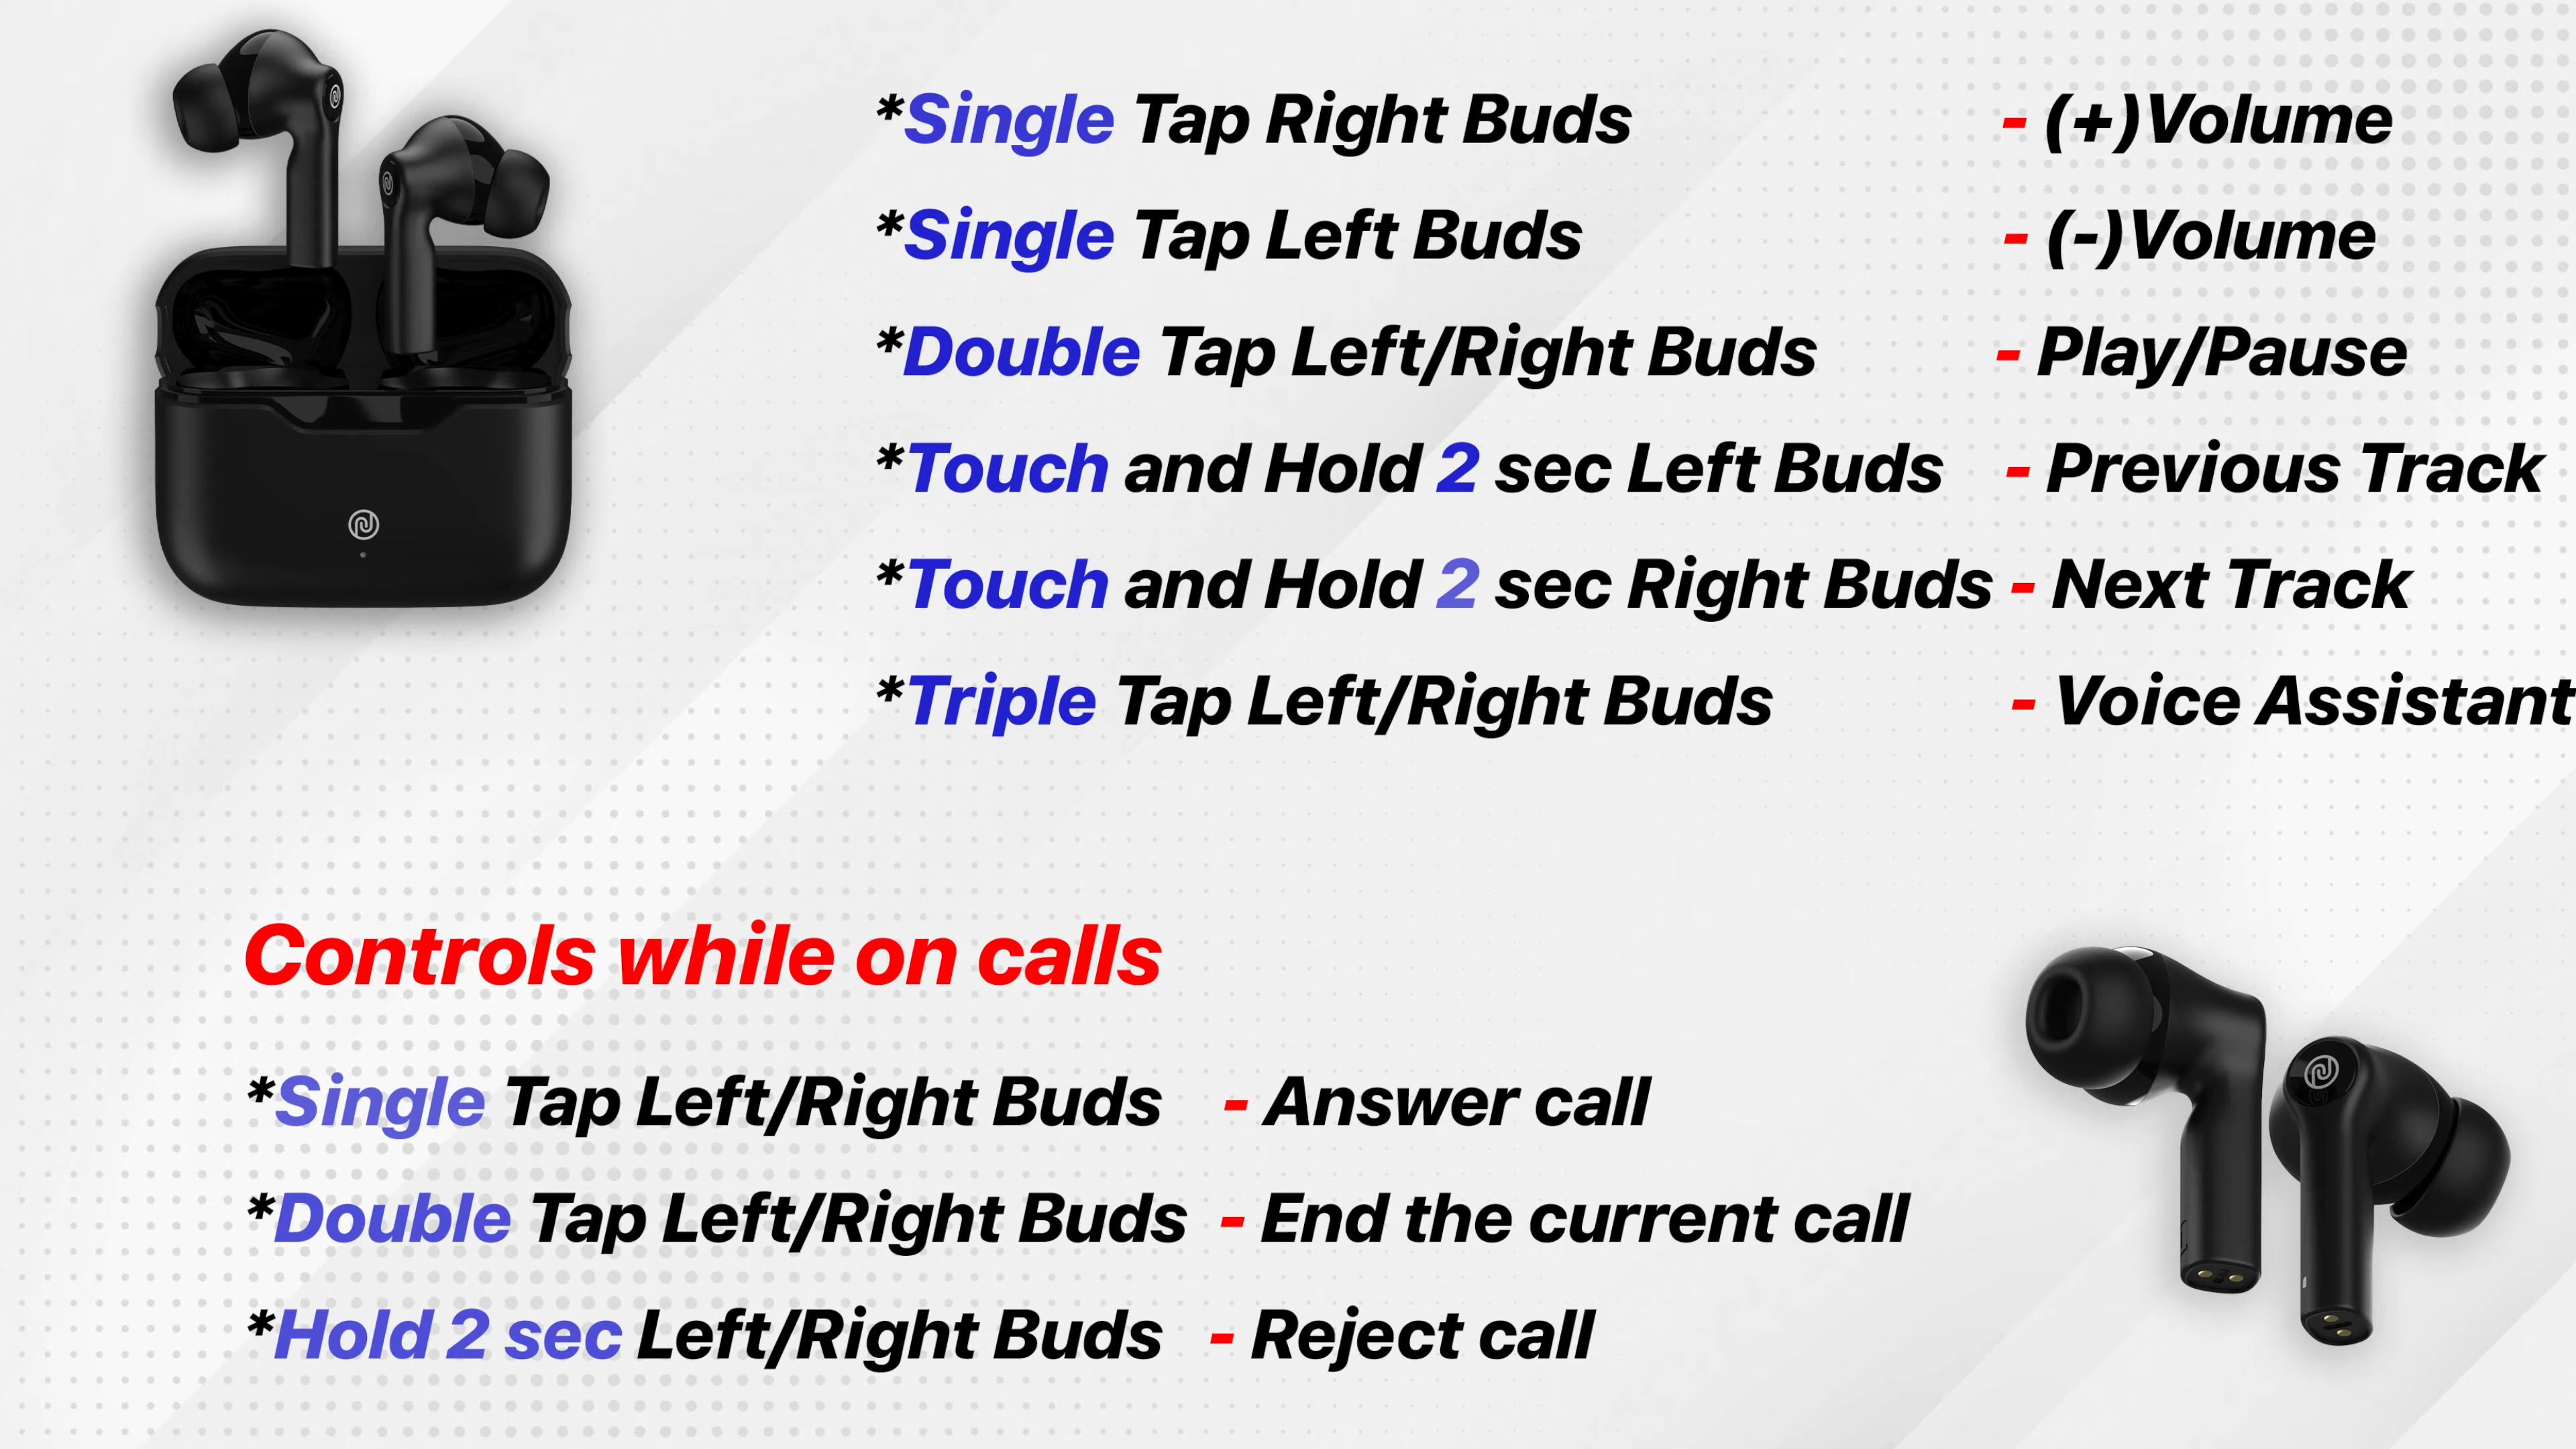 *Single Tap Right Buds - (+)Volume
*Single Tap Left Buds - (-)Volume
*Double Tap Left/Right Buds - Play/Pause
*Touch and Hold 2 sec Left Buds - Previous Track
*Touch and Hold 2 sec Right Buds - Next Track
*Triple Tap Left/Right Buds - Voice Assistant
Controls while on calls
*Single Tap Left/Right Buds - Answer call
*Double Tap Left/Right Buds - End the current call
*Hold 2 sec Left/Right Buds - Reject call